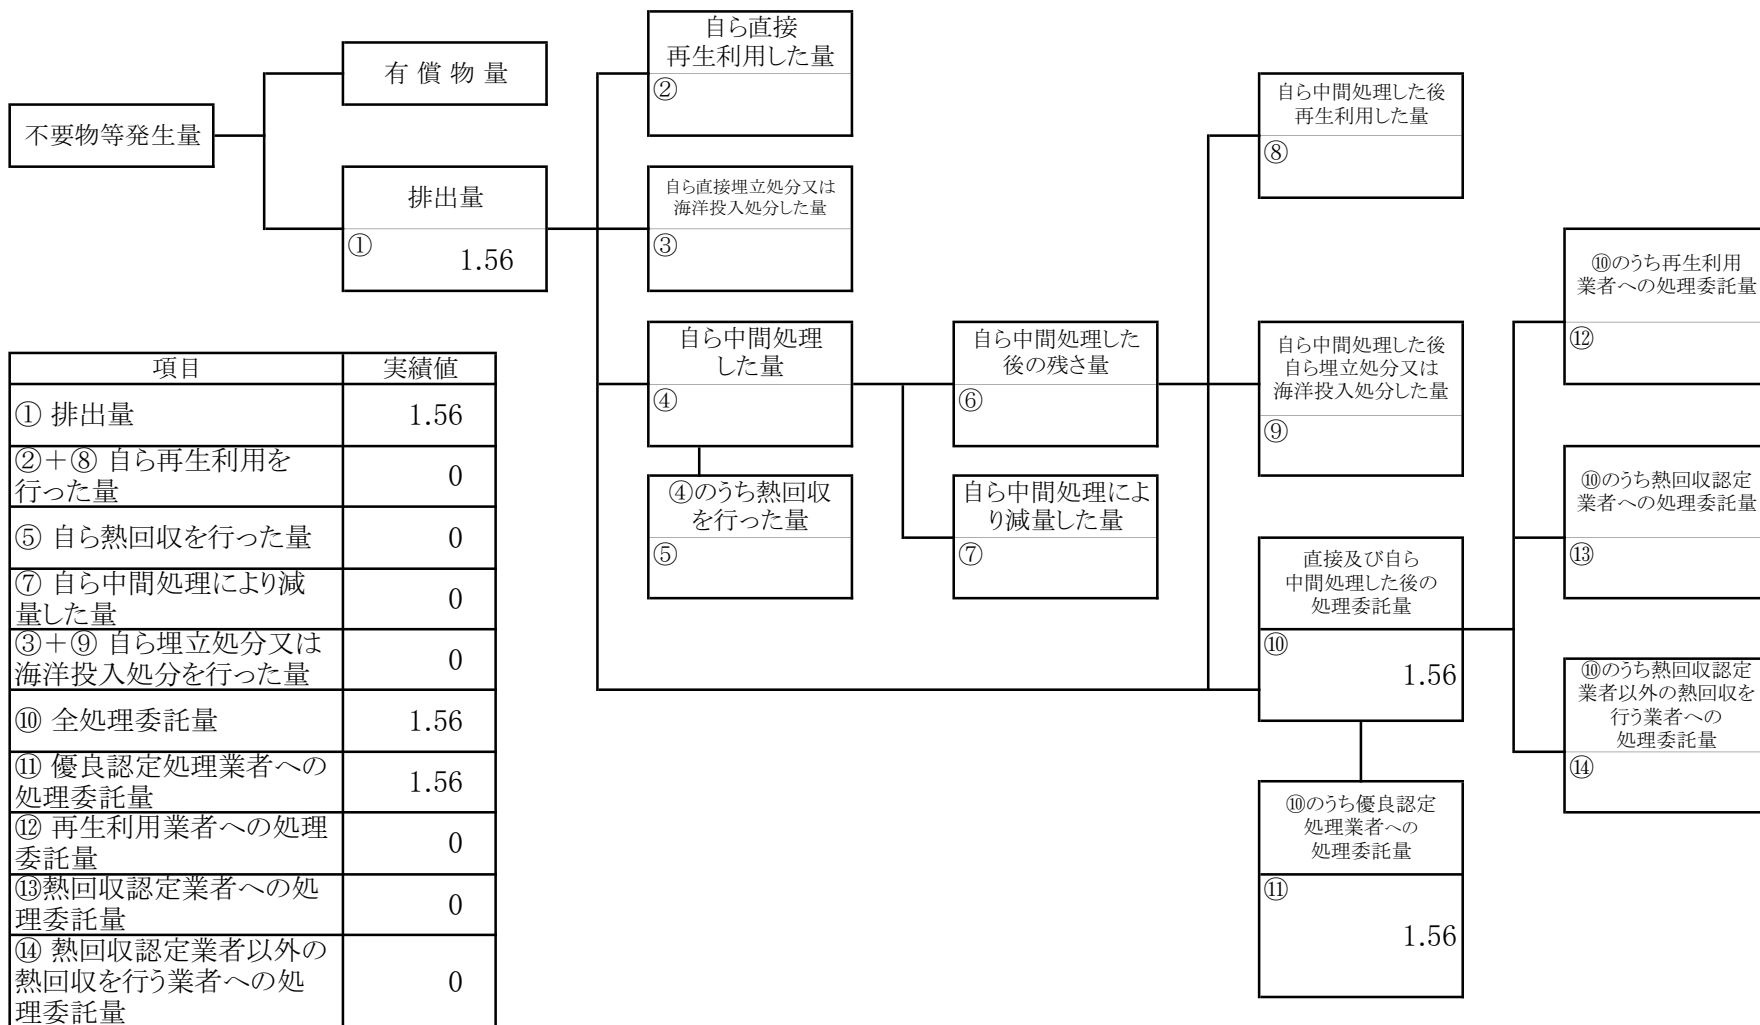 不要物等発生量
有 償 物 量
排出量
①
1.56
自ら直接
再生利用した量
②
自ら直接埋立処分又は
海洋投入処分した量
③
自ら中間処理
した量
④
④のうち熱回収
を行った量
⑤
自ら中間処理した
後の残さ量
⑥
自ら中間処理によ
り減量した量
⑦
自ら中間処理した後
再生利用した量
⑧
自ら中間処理した後
自ら埋立処分又は
海洋投入処分した量
⑨
直接及び自ら
中間処理した後の
処理委託量
⑩
1.56
⑩のうち優良認定
処理業者への
処理委託量
⑪
1.56
⑩のうち再生利用
業者への処理委託量
⑫
⑩のうち熱回収認定
業者への処理委託量
⑬
⑩のうち熱回収認定
業者以外の熱回収を
行う業者への
処理委託量
⑭
項目 実績値
① 排出量 1.56
②＋⑧ 自ら再生利用を
行った量 0
⑤ 自ら熱回収を行った量 0
⑦ 自ら中間処理により減
量した量 0
③＋⑨ 自ら埋立処分又は
海洋投入処分を行った量 0
⑩ 全処理委託量 1.56
⑪ 優良認定処理業者への
処理委託量 1.56
⑫ 再生利用業者への処理
委託量 0
⑬熱回収認定業者への処
理委託量 0
⑭ 熱回収認定業者以外の
熱回収を行う業者への処
理委託量 0